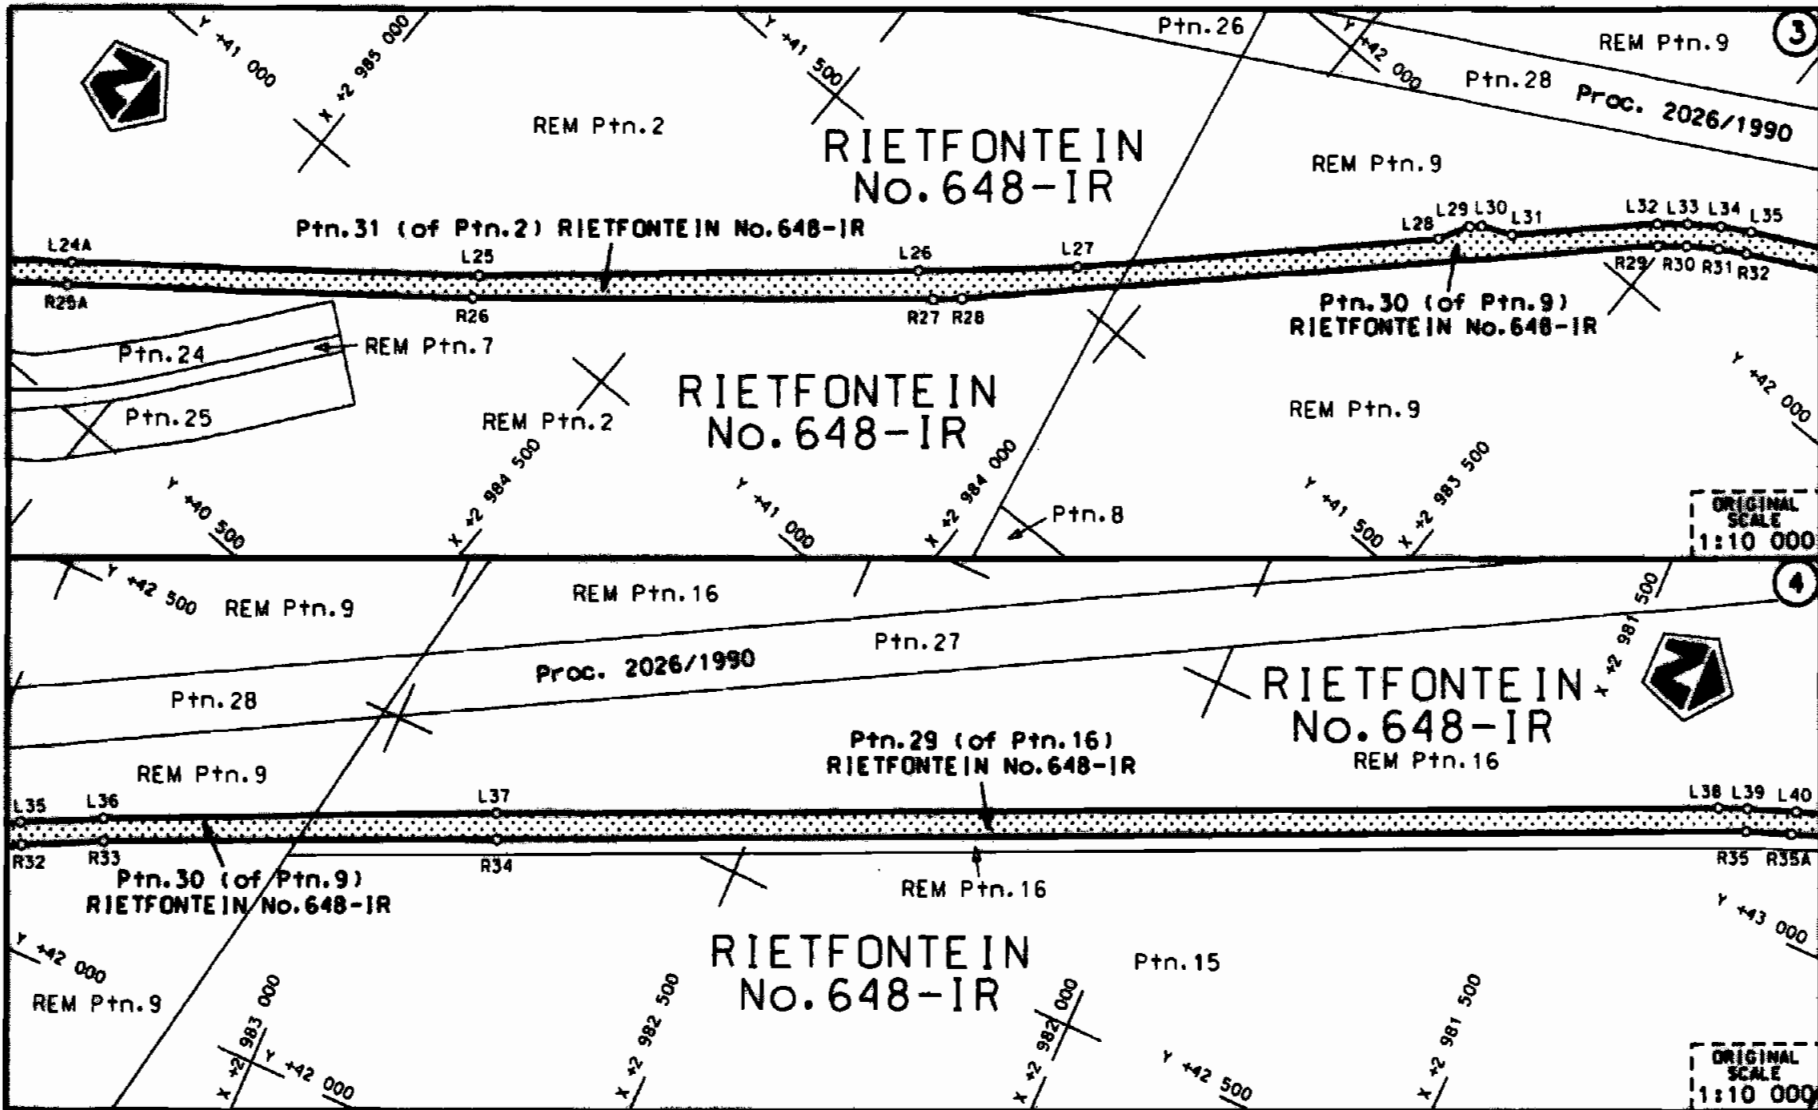 Y +41 000
X +2 985 000
Y +41 500
Ptn.26
Y +42 000
REM Ptn.9
3
Ptn.28
Proc. 2026/1990
REM Ptn.2
RIETFONTEIN
No.648-IR
REM Ptn.9
Ptn.31 (of Ptn.2) RIETFONTEIN No.648-IR
L24A
L25
L26
L27
L28
L29
L30
L31
L32
L33
L34
L35
R25A
R26
R27
R28
R29
R30
R31
R32
Ptn.30 (of Ptn.9)
RIETFONTEIN No.648-IR
Ptn.24
REM Ptn.7
Ptn.25
REM Ptn.2
RIETFONTEIN
No.648-IR
REM Ptn.9
Y +42 000
Y +40 500
X +2 984 500
Y +41 000
X +2 984 000
Ptn.8
Y +41 500
X +2 983 500
ORIGINAL
SCALE
1:10 000
Y +42 500
REM Ptn.9
REM Ptn.16
X +2 981 500
4
Ptn.28
Proc. 2026/1990
Ptn.27
RIETFONTEIN
No.648-IR
REM Ptn.16
REM Ptn.9
Ptn.29 (of Ptn.16)
RIETFONTEIN No.648-IR
L35
L36
L37
L38
L39
L40
R32
R33
R34
R35
R35A
Ptn.30 (of Ptn.9)
RIETFONTEIN No.648-IR
REM Ptn.16
Y +42 000
REM Ptn.9
RIETFONTEIN
No.648-IR
Ptn.15
Y +43 000
X +2 983 000
Y +42 000
X +2 982 500
X +2 982 000
Y +42 500
X +2 981 500
ORIGINAL
SCALE
1:10 000